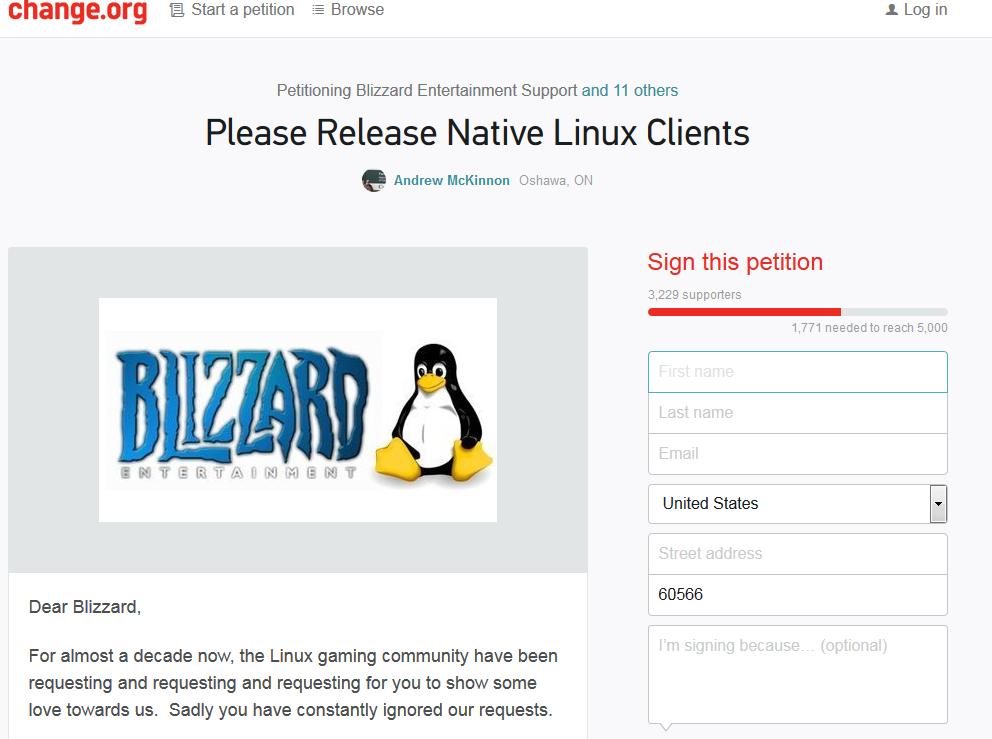 change.org Start a petition Browse Log in
Petitioning Blizzard Entertainment Support and 11 others
Please Release Native Linux Clients
Andrew McKinnon Oshawa, ON
BLIZZARD
ENTERTAINMENT
Dear Blizzard,
For almost a decade now, the Linux gaming community have been
requesting and requesting and requesting for you to show some
love towards us.  Sadly you have constantly ignored our requests.
Sign this petition
3,229 supporters
1,771 needed to reach 5,000
First name
Last name
Email
United States
Street address
60566
I'm signing because… (optional)